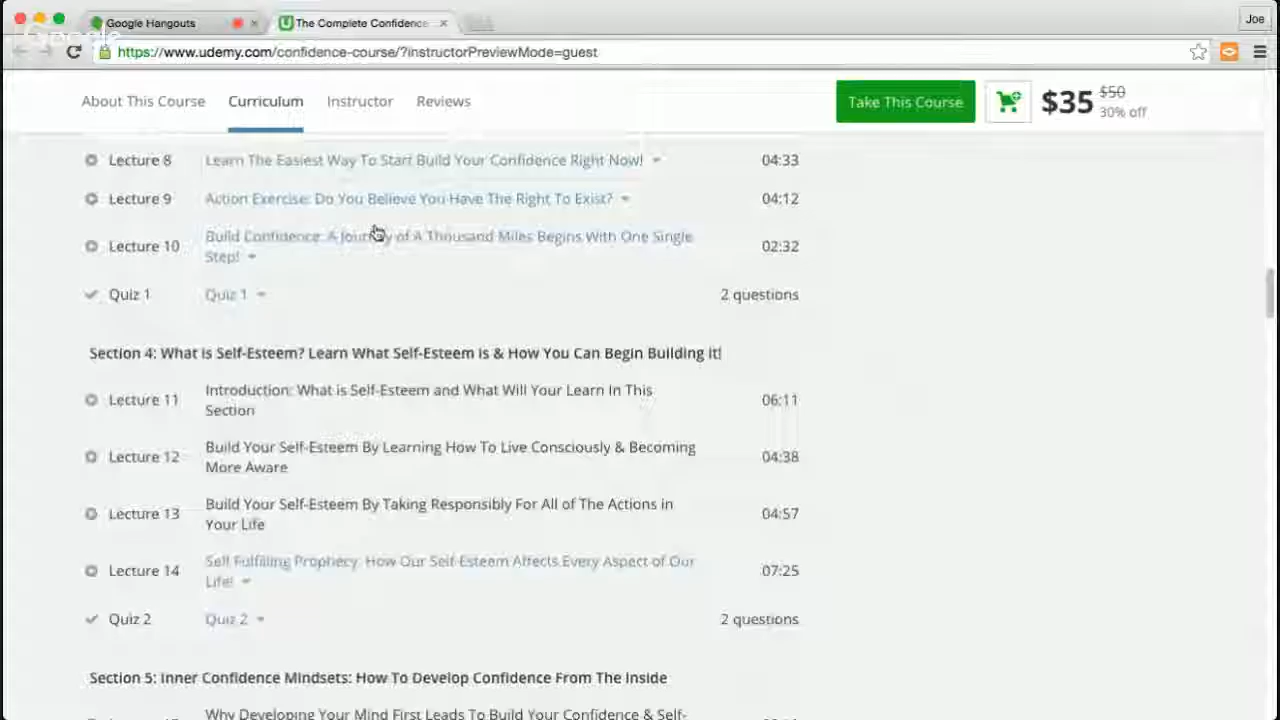 Google Hangouts
The Complete Confidence
Joe
Google
https://www.udemy.com/confidence-course/?instructorPreviewMode=guest
About This Course Curriculum Instructor Reviews Take This Course $35 $50
30% off
Lecture 8 Learn The Easiest Way To Start Build Your Confidence Right Now! 04:33
Lecture 9 Action Exercise: Do You Believe You Have The Right To Exist? 04:12
Lecture 10 Build Confidence: A Journey of A Thousand Miles Begins With One Single 02:32
Step!
Quiz 1 Quiz 1 2 questions
Section 4: What is Self-Esteem? Learn What Self-Esteem is & How You Can Begin Building it!
Lecture 11 Introduction: What is Self-Esteem and What Will Your Learn In This 06:11
Section
Lecture 12 Build Your Self-Esteem By Learning How To Live Consciously & Becoming 04:38
More Aware
Lecture 13 Build Your Self-Esteem By Taking Responsibly For All of The Actions in 04:57
Your Life
Lecture 14 Self Fulfilling Prophecy: How Our Self-Esteem Affects Every Aspect of Our 07:25
Life!
Quiz 2 Quiz 2 2 questions
Section 5: Inner Confidence Mindsets: How To Develop Confidence From The Inside
Why Developing Your Mind First Leads To Build Your Confidence & Self-